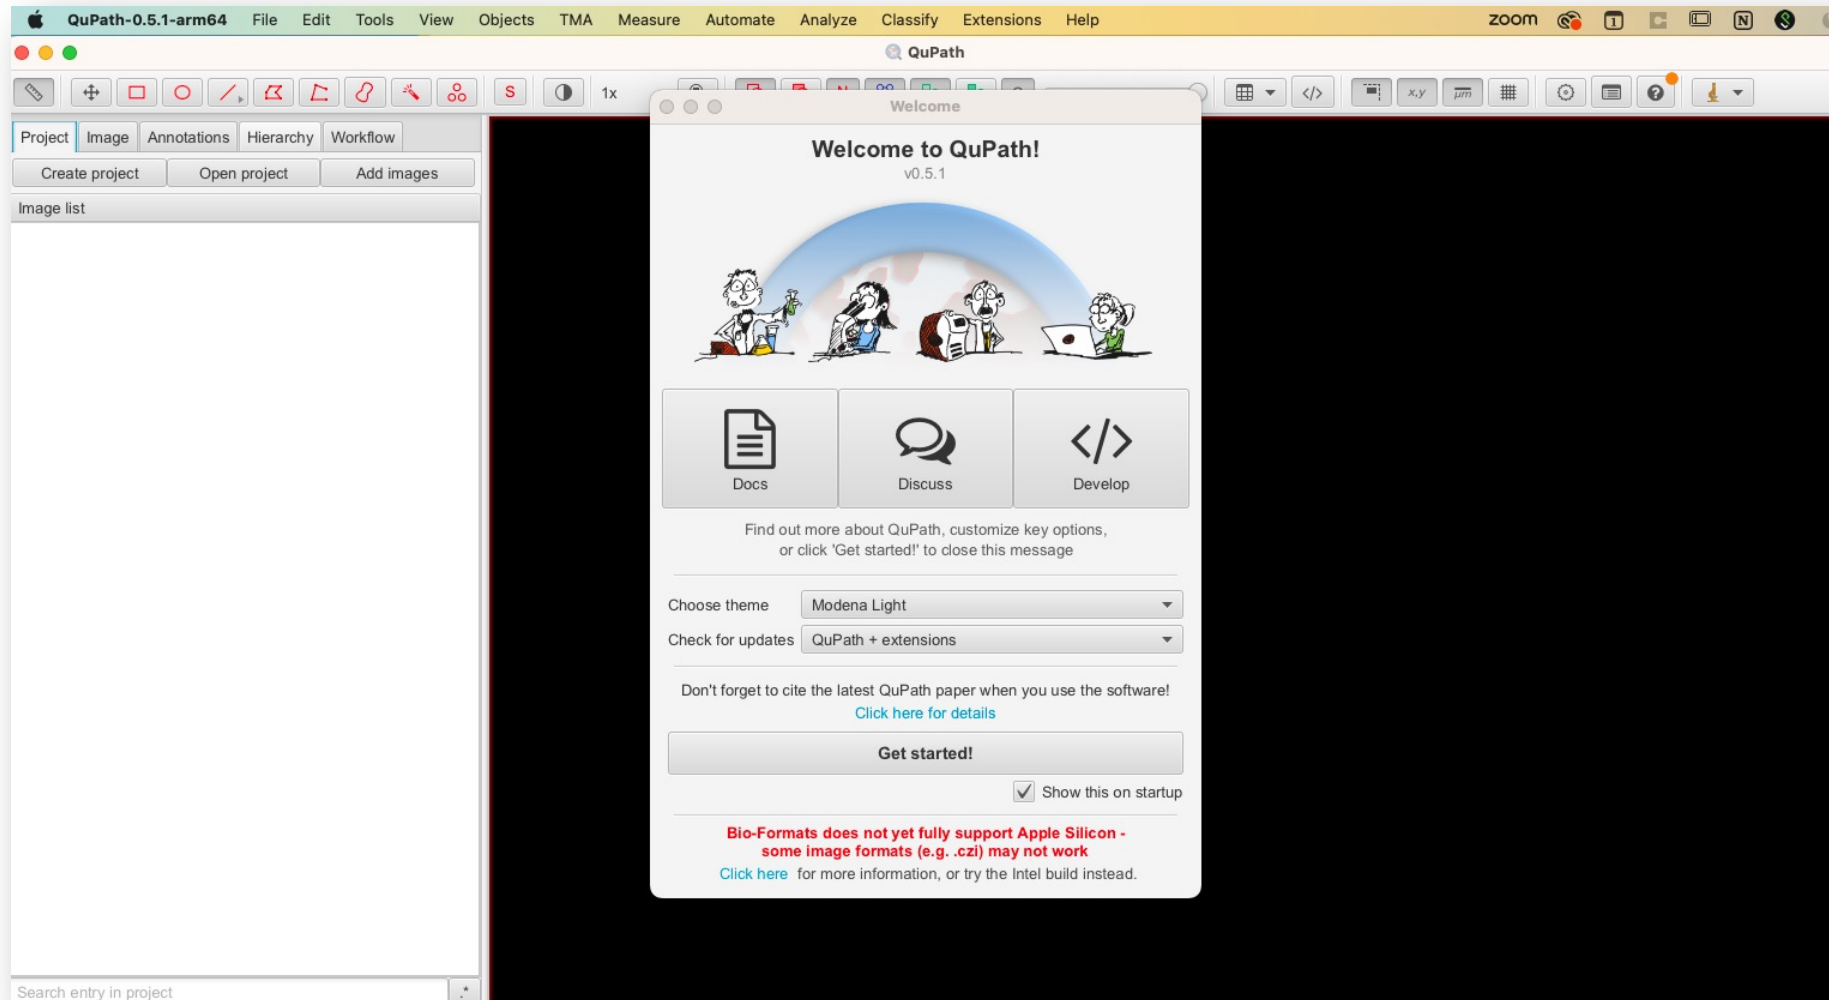 QuPath-0.5.1-arm64 File Edit Tools View Objects TMA Measure Automate Analyze Classify Extensions Help zoom 1 N S
QuPath
S 1x </> x,y µm ?
Welcome
Project Image Annotations Hierarchy Workflow
Create project Open project Add images
Image list
Welcome to QuPath!
v0.5.1
</>
Docs Discuss Develop
Find out more about QuPath, customize key options,
or click 'Get started!' to close this message
Choose theme Modena Light
Check for updates QuPath + extensions
Don't forget to cite the latest QuPath paper when you use the software!
Click here for details
Get started!
Show this on startup
Bio-Formats does not yet fully support Apple Silicon -
some image formats (e.g. .czi) may not work
Click here for more information, or try the Intel build instead.
Search entry in project .*